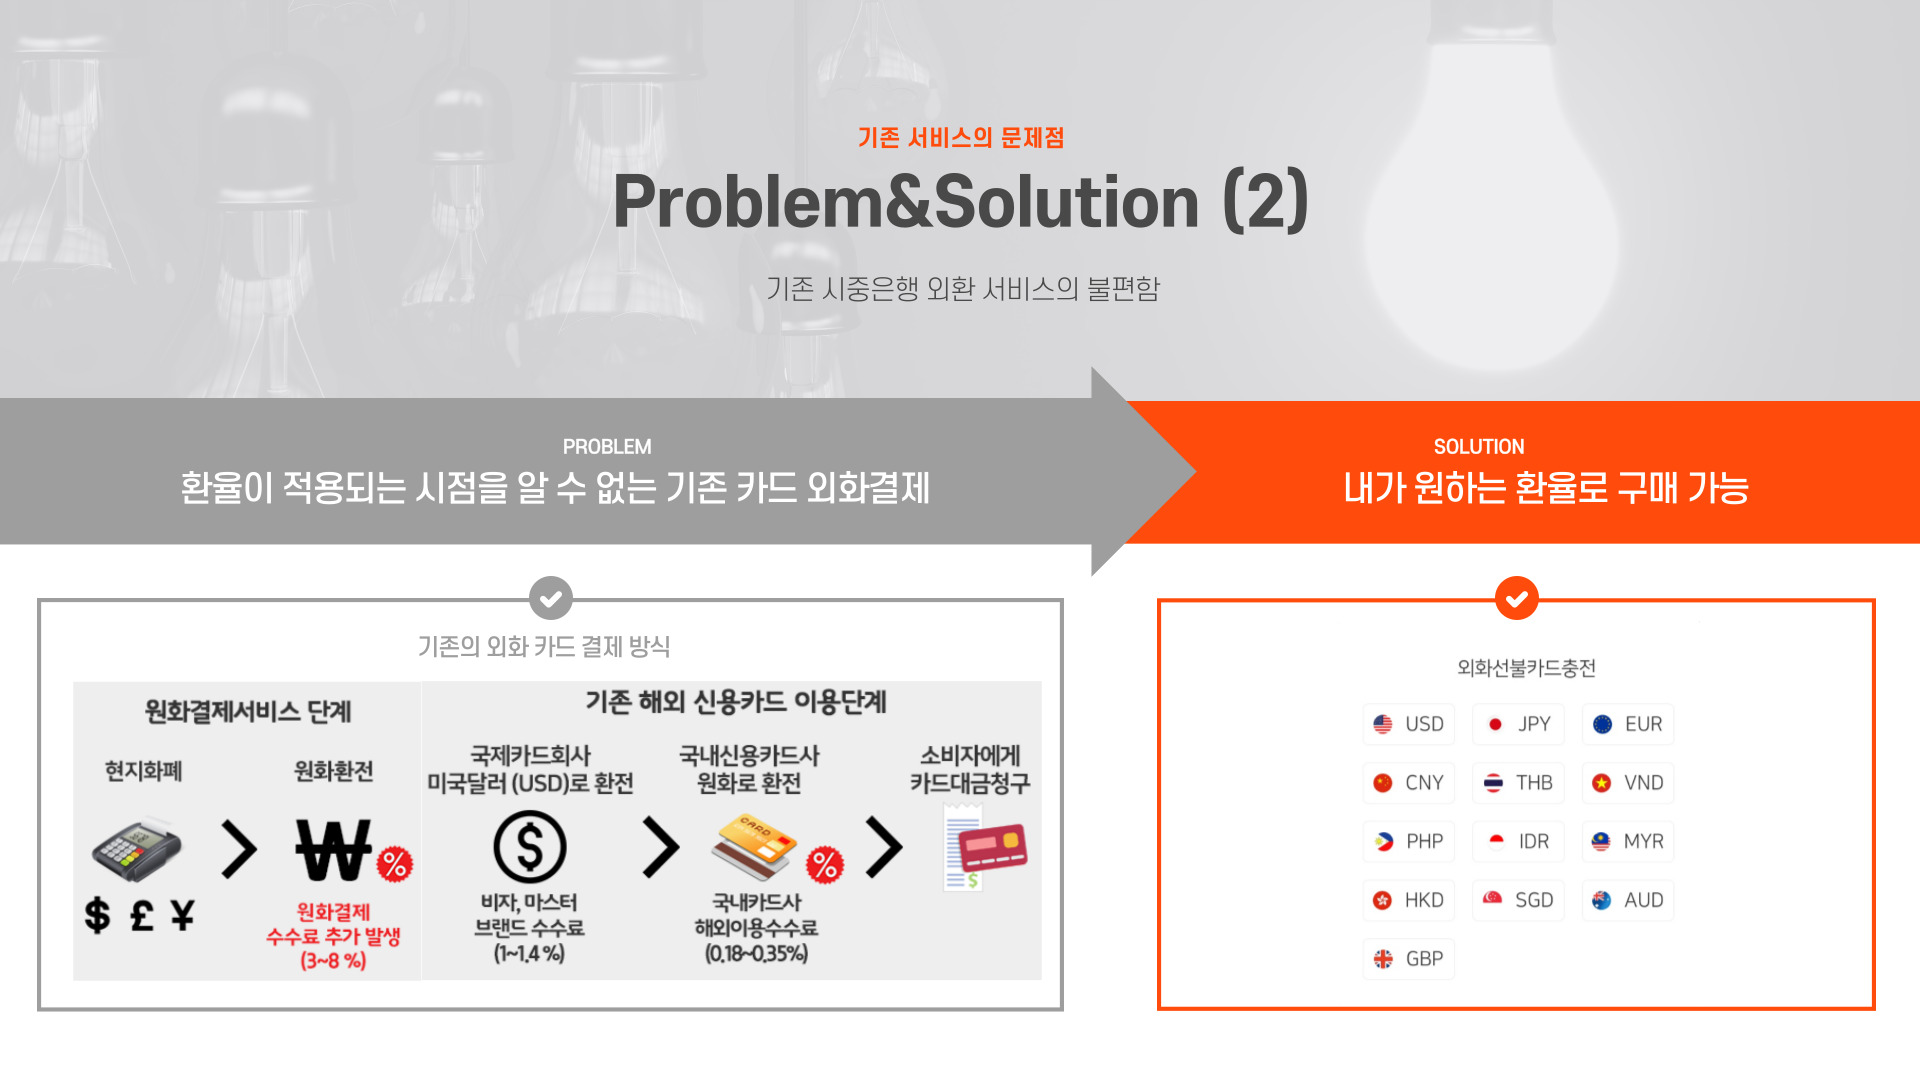 기존 서비스의 문제점
Problem&Solution (2)
기존 시중은행 외환 서비스의 불편함
PROBLEM
환율이 적용되는 시점을 알 수 없는 기존 카드 외화결제
SOLUTION
내가 원하는 환율로 구매 가능
기존의 외화 카드 결제 방식
원화결제서비스 단계
현지화폐
원화환전
$ £ ¥
₩ %
원화결제
수수료 추가 발생
(3~8 %)
기존 해외 신용카드 이용단계
국제카드회사
미국달러 (USD)로 환전
$
비자, 마스터
브랜드 수수료
(1~1.4 %)
국내신용카드사
원화로 환전
CARD
%
국내카드사
해외이용수수료
(0.18~0.35%)
소비자에게
카드대금청구
$
외화선불카드충전
USD JPY EUR
CNY THB VND
PHP IDR MYR
HKD SGD AUD
GBP